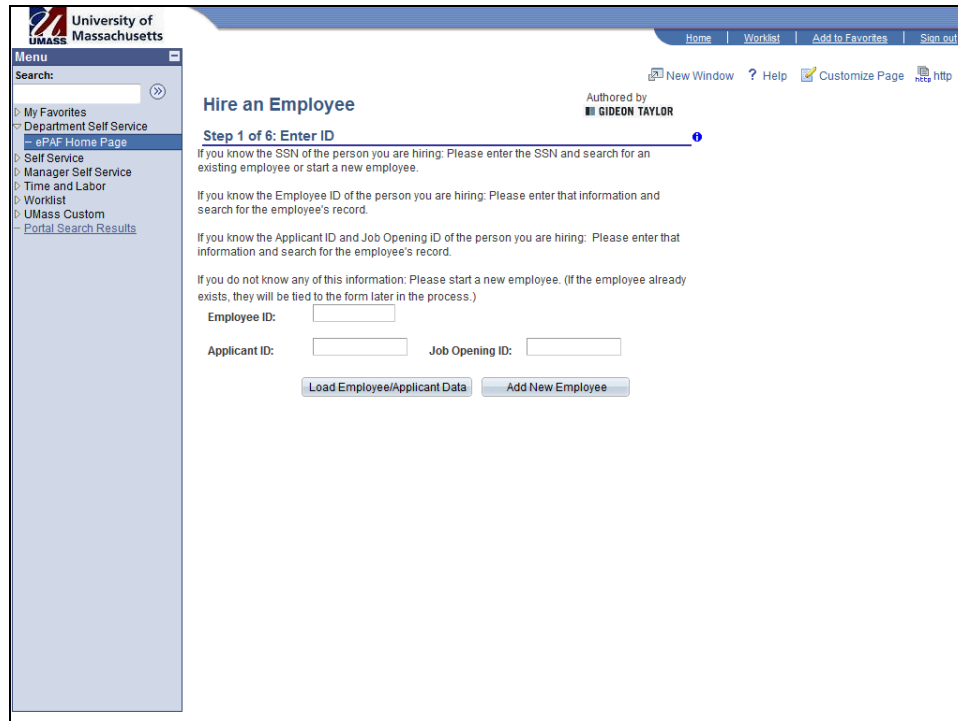 University of
Massachusetts
UMASS
Home | Worklist | Add to Favorites | Sign out
Menu
Search:
My Favorites
Department Self Service
– ePAF Home Page
Self Service
Manager Self Service
Time and Labor
Worklist
UMass Custom
– Portal Search Results
New Window ? Help Customize Page http http
Hire an Employee
Authored by
GIDEON TAYLOR
Step 1 of 6: Enter ID
If you know the SSN of the person you are hiring: Please enter the SSN and search for an
existing employee or start a new employee.
If you know the Employee ID of the person you are hiring: Please enter that information and
search for the employee's record.
If you know the Applicant ID and Job Opening iD of the person you are hiring: Please enter that
information and search for the employee's record.
If you do not know any of this information: Please start a new employee. (If the employee already
exists, they will be tied to the form later in the process.)
Employee ID:
Applicant ID: Job Opening ID:
Load Employee/Applicant Data Add New Employee